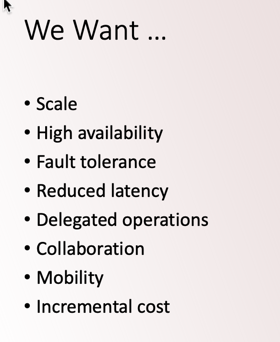 We Want ...
• Scale
• High availability
• Fault tolerance
• Reduced latency
• Delegated operations
• Collaboration
• Mobility
• Incremental cost